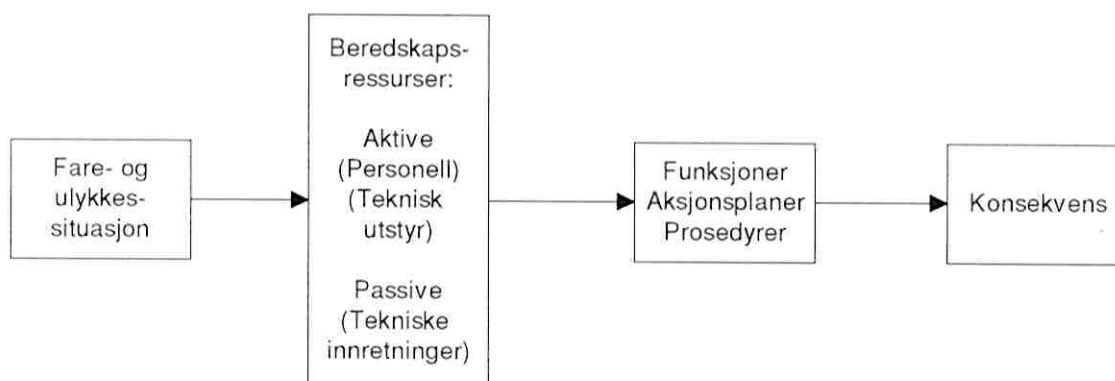 Fare- og
ulykkes-
situasjon
Beredskaps-
ressurser:
Aktive
(Personell)
(Teknisk
utstyr)
Passive
(Tekniske
innretninger)
Funksjoner
Aksjonsplaner
Prosedyrer
Konsekvens